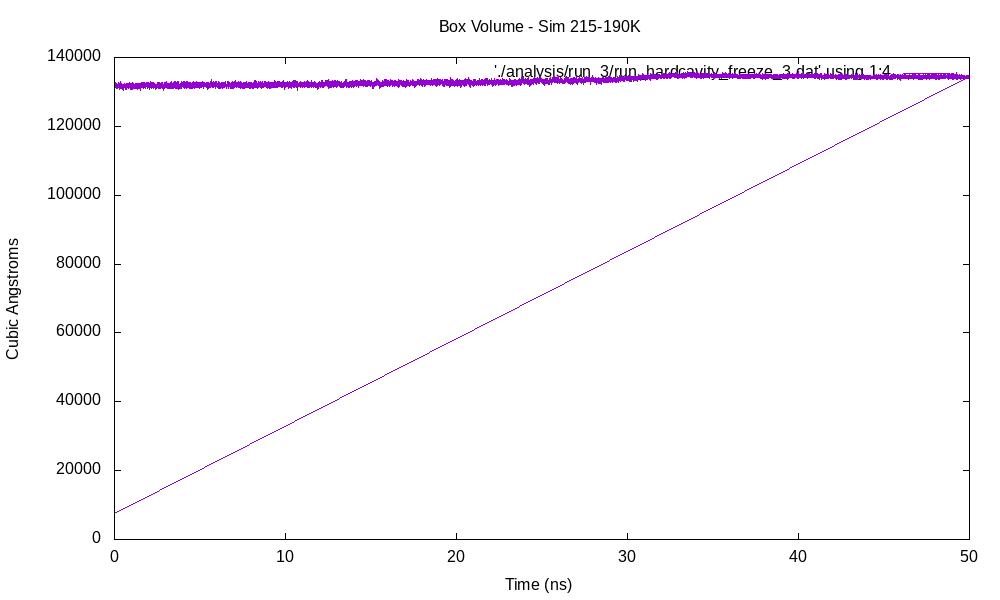 Box Volume - Sim 215-190K
'./analysis/run_3/run_hardcavity_freeze_3.dat' using 1:4
140000
120000
100000
80000
60000
40000
20000
0
Cubic Angstroms
0 10 20 30 40 50
Time (ns)